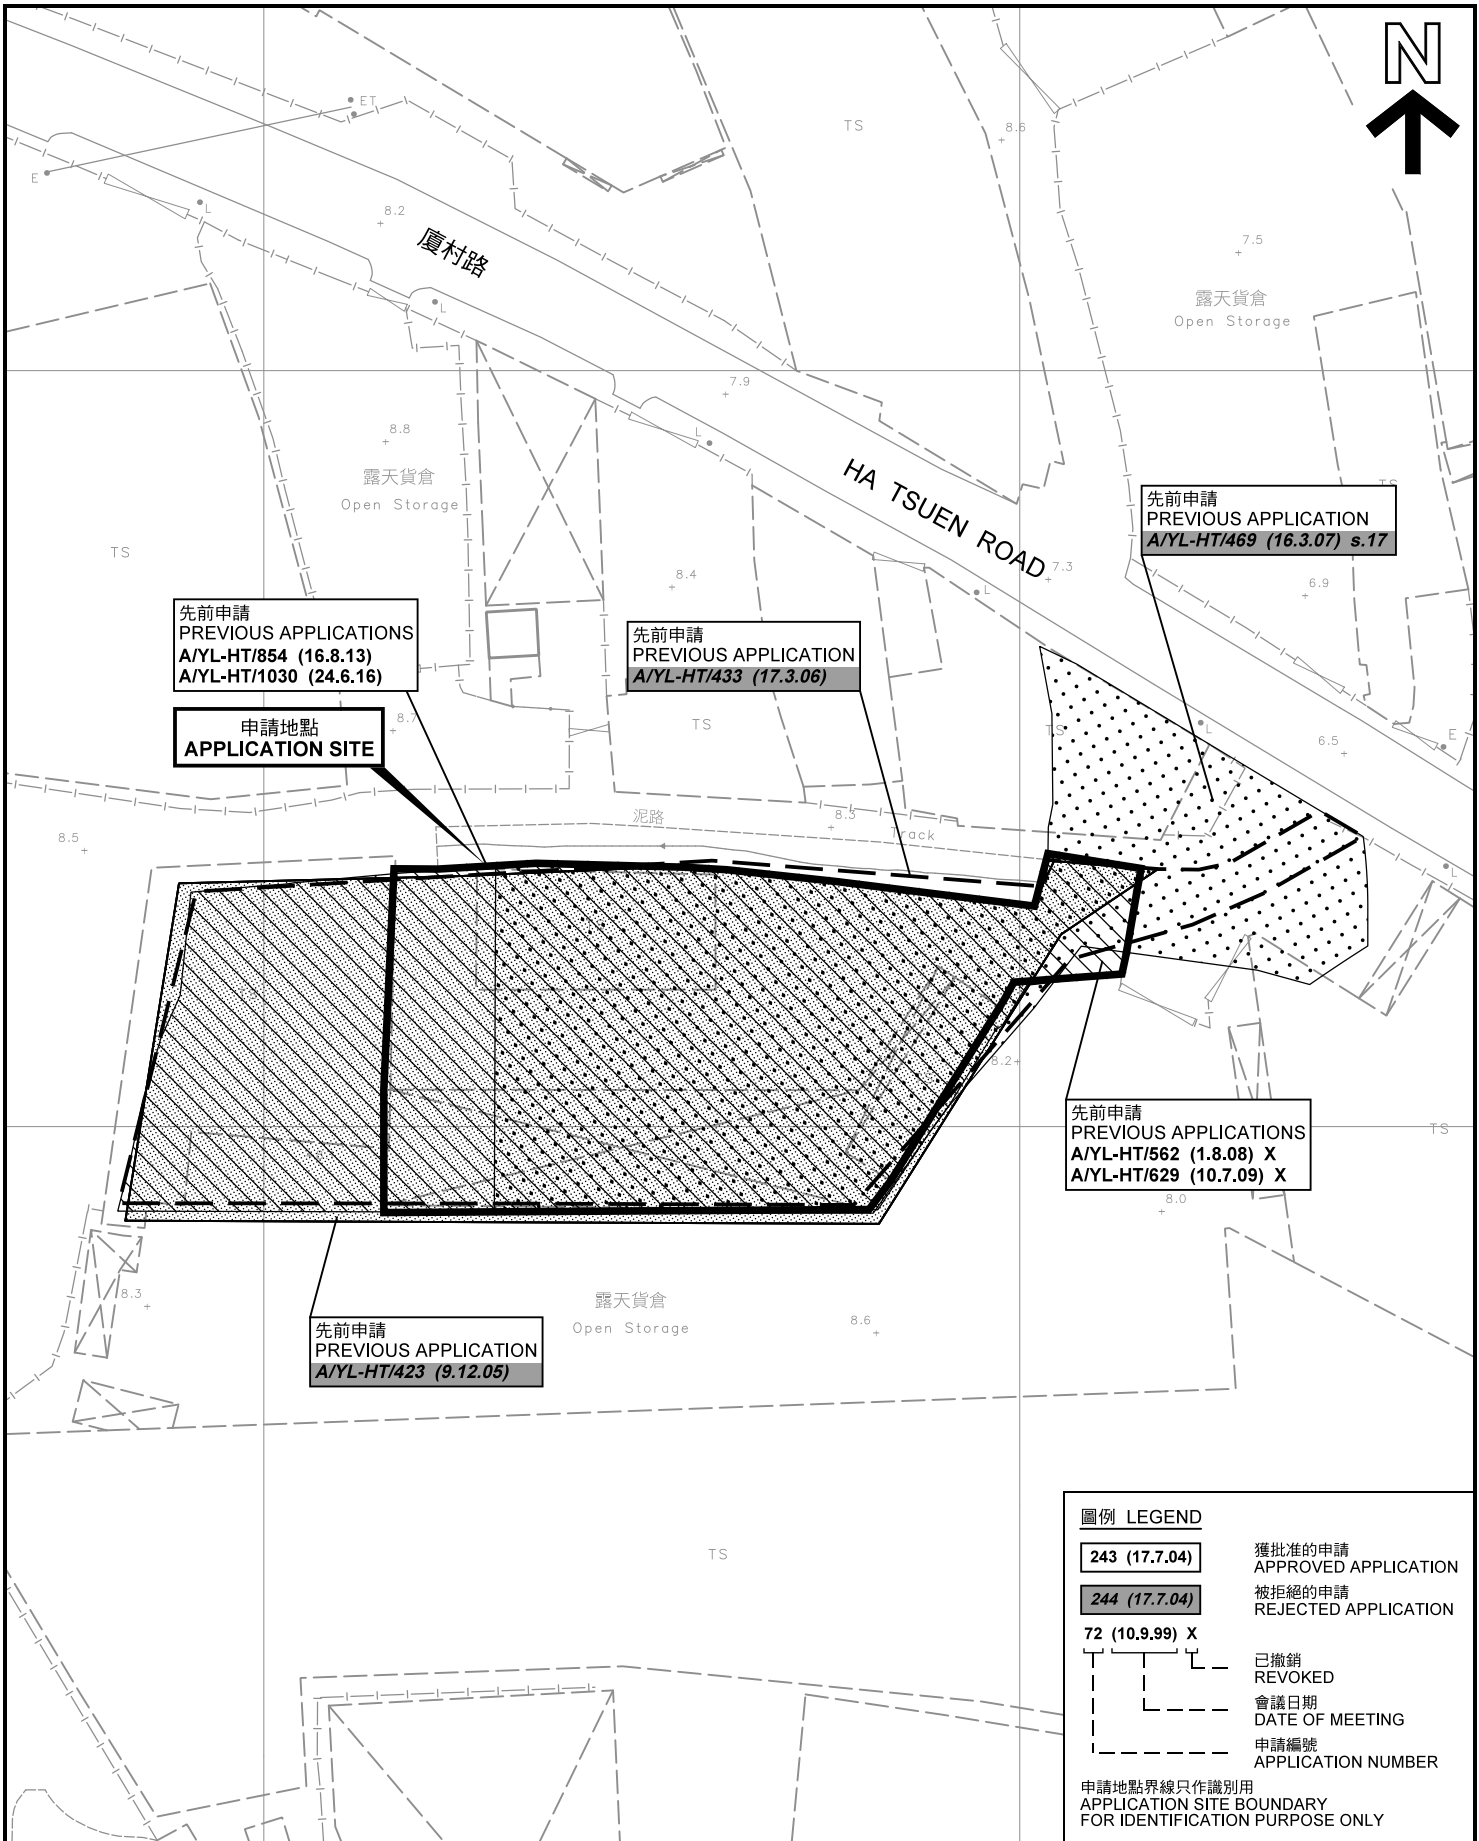 N
ET
TS
8.6
E
L
8.2
廈村路
7.5
露天貨倉
Open Storage
L
7.9
8.8
L
露天貨倉
Open Storage
HA TSUEN ROAD
TS
先前申請
PREVIOUS APPLICATION
A/YL-HT/469 (16.3.07) s.17
TS
8.4
7.3
L
6.9
先前申請
PREVIOUS APPLICATIONS
A/YL-HT/854 (16.8.13)
A/YL-HT/1030 (24.6.16)
先前申請
PREVIOUS APPLICATION
A/YL-HT/433 (17.3.06)
申請地點
APPLICATION SITE
8.7
TS
TS
L
6.5
E
8.5
泥路
8.3
Track
L
8.2
先前申請
PREVIOUS APPLICATIONS
A/YL-HT/562 (1.8.08) X
A/YL-HT/629 (10.7.09) X
TS
8.0
8.3
露天貨倉
Open Storage
8.6
先前申請
PREVIOUS APPLICATION
A/YL-HT/423 (9.12.05)
TS
圖例 LEGEND
243 (17.7.04)
獲批准的申請
APPROVED APPLICATION
244 (17.7.04)
被拒絕的申請
REJECTED APPLICATION
72 (10.9.99) X
已撤銷
REVOKED
會議日期
DATE OF MEETING
申請編號
APPLICATION NUMBER
申請地點界線只作識別用
APPLICATION SITE BOUNDARY
FOR IDENTIFICATION PURPOSE ONLY